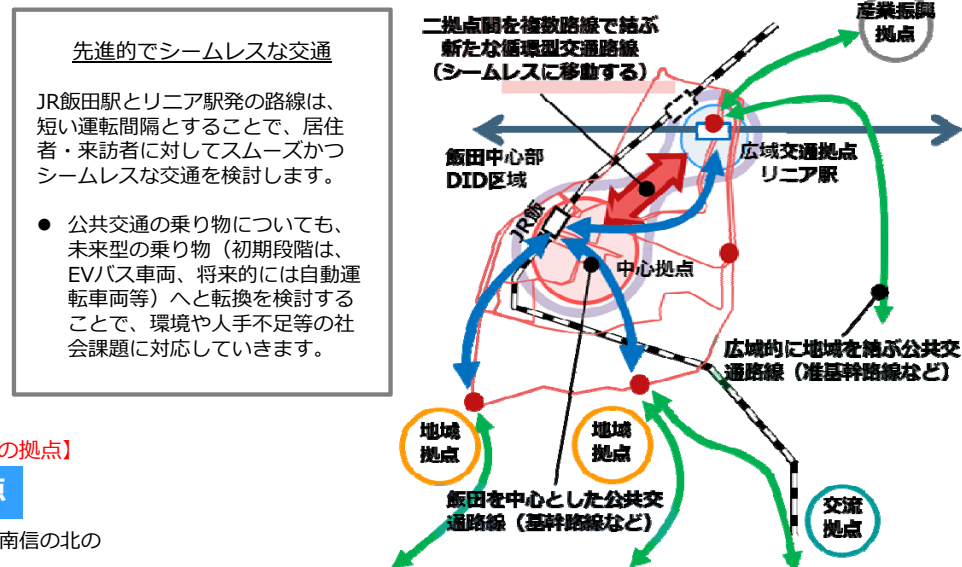 先進的でシームレスな交通
JR飯田駅とリニア駅発の路線は、
短い運転間隔とすることで、居住
者・来訪者に対してスムーズかつ
シームレスな交通を検討します。
● 公共交通の乗り物についても、
未来型の乗り物（初期段階は、
EVバス車両、将来的には自動運
転車両等）へと転換を検討する
ことで、環境や人手不足等の社
会課題に対応していきます。
の拠点】
点
南信の北の
二拠点間を複数路線で結ぶ
新たな循環型交通路線
（シームレスに移動する）
産業振興
拠点
飯田中心部
DID区域
広域交通拠点
リニア駅
JR飯
中心拠点
広域的に地域を結ぶ公共交
通路線（准基幹路線など）
地域
拠点
地域
拠点
飯田を中心とした公共交
通路線（基幹路線など）
交流
拠点